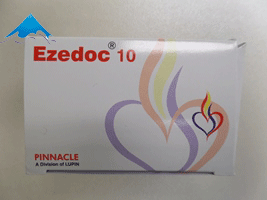 Ezedoc® 10
PINNACLE
A Division of LUPIN